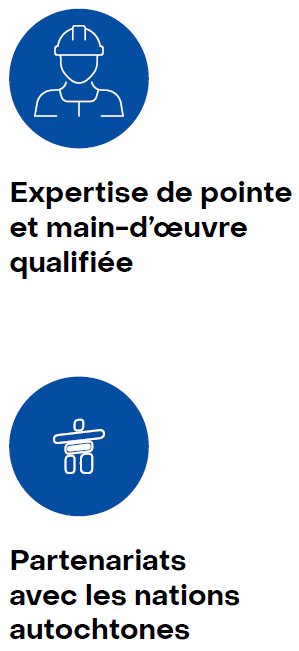 Expertise de pointe
et main-d’œuvre
qualifiée
Partenariats
avec les nations
autochtones